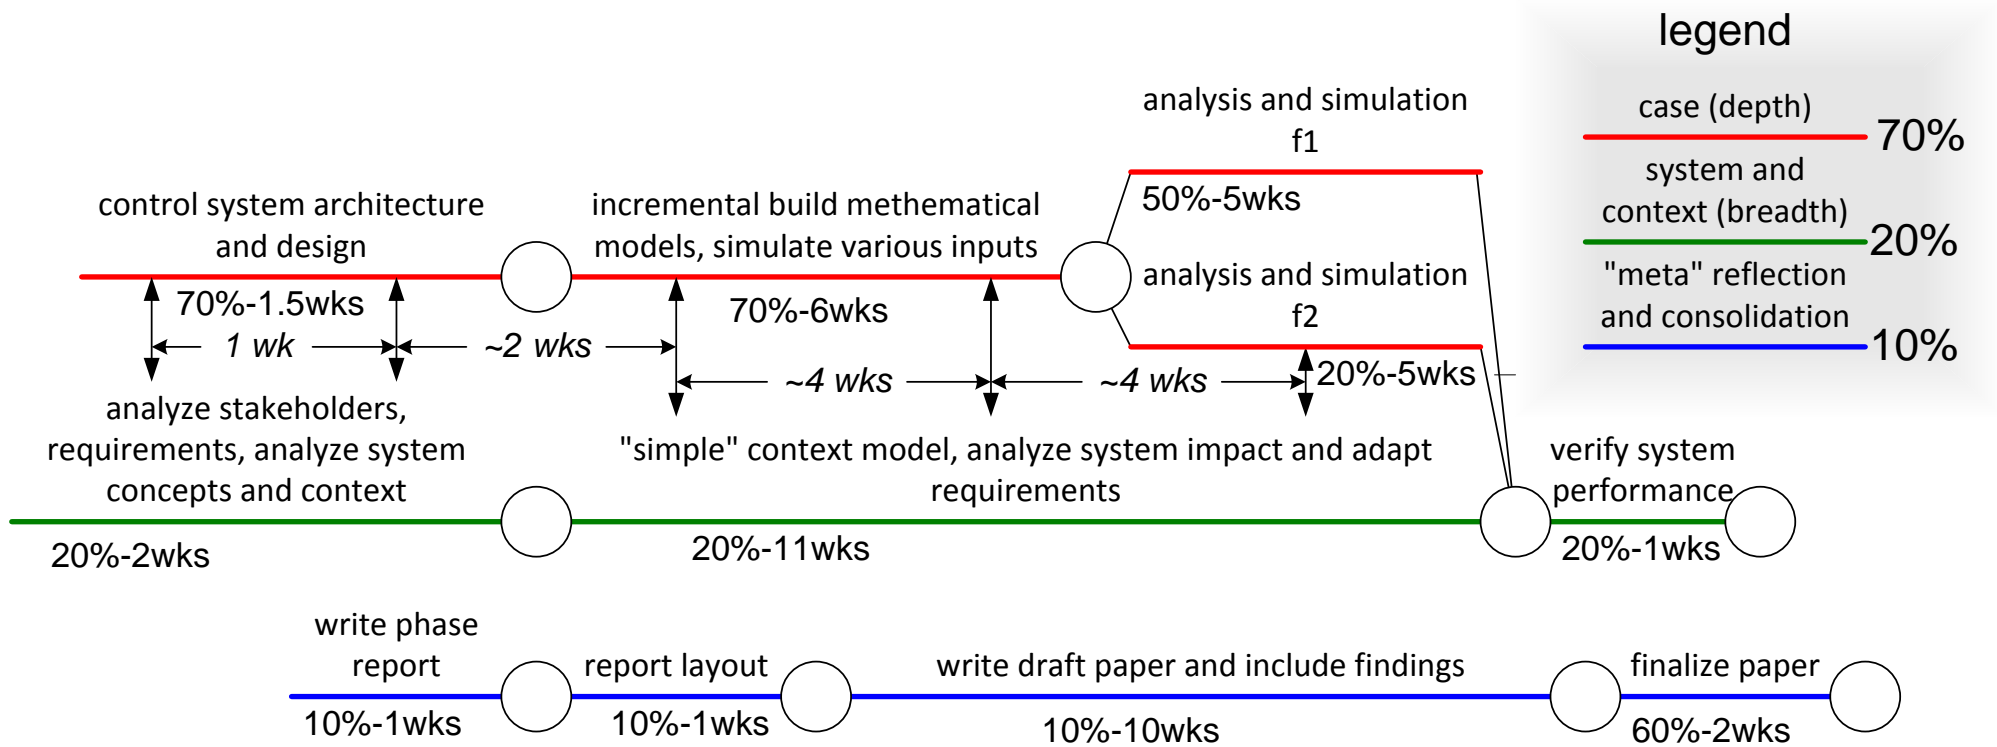 legend
case (depth)
70%
system and
context (breadth)
20%
"meta" reflection
and consolidation
10%
analysis and simulation
f1
50%-5wks
control system architecture
and design
70%-1.5wks
incremental build methematical
models, simulate various inputs
70%-6wks
analysis and simulation
f2
20%-5wks
1 wk
~2 wks
~4 wks
~4 wks
analyze stakeholders,
requirements, analyze system
concepts and context
20%-2wks
"simple" context model, analyze system impact and adapt
requirements
20%-11wks
verify system
performance
20%-1wks
write phase
report
10%-1wks
report layout
10%-1wks
write draft paper and include findings
10%-10wks
finalize paper
60%-2wks